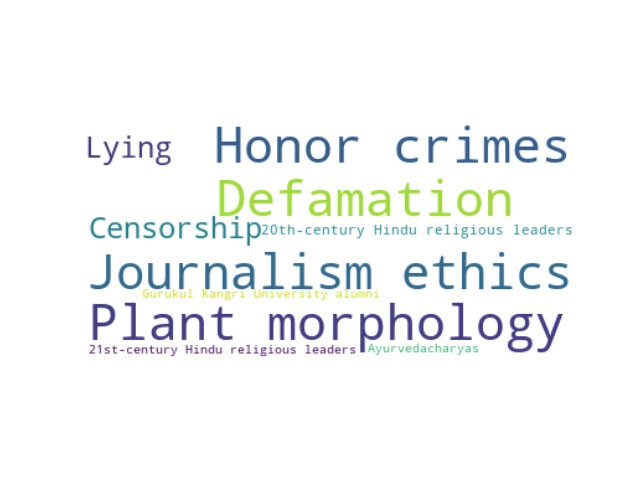 Lying
Honor crimes
Defamation
Censorship
20th-century Hindu religious leaders
Journalism ethics
Gurukul Kangri University alumni
Plant morphology
21st-century Hindu religious leaders
Ayurvedacharyas